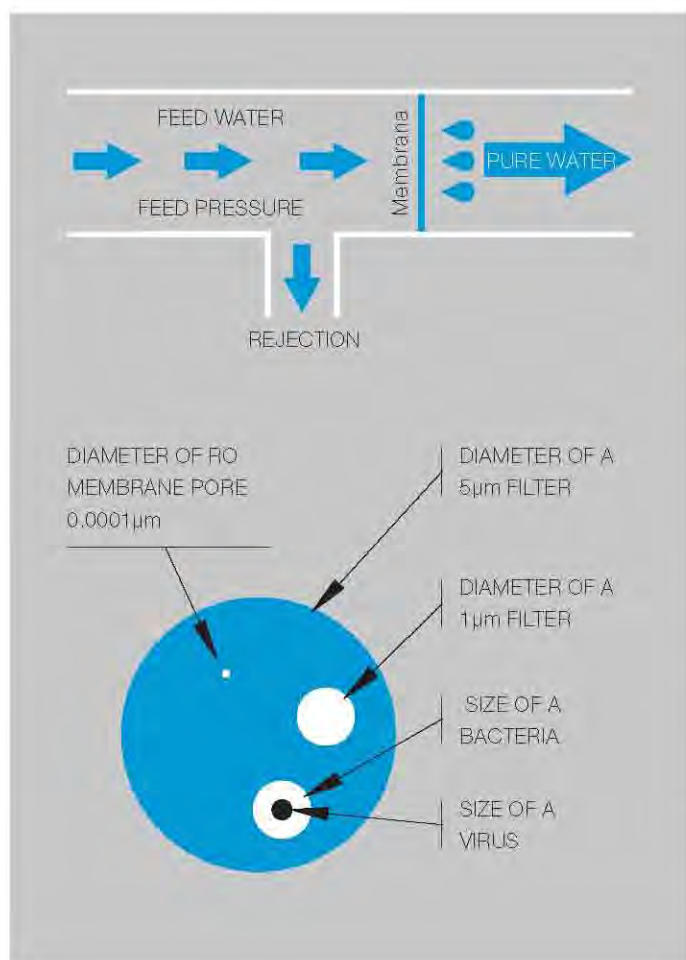 FEED WATER
FEED PRESSURE
Membrana
PURE WATER
REJECTION
DIAMETER OF RO
MEMBRANE PORE
0.0001µm
DIAMETER OF A
5µm FILTER
DIAMETER OF A
1µm FILTER
SIZE OF A
BACTERIA
SIZE OF A
VIRUS